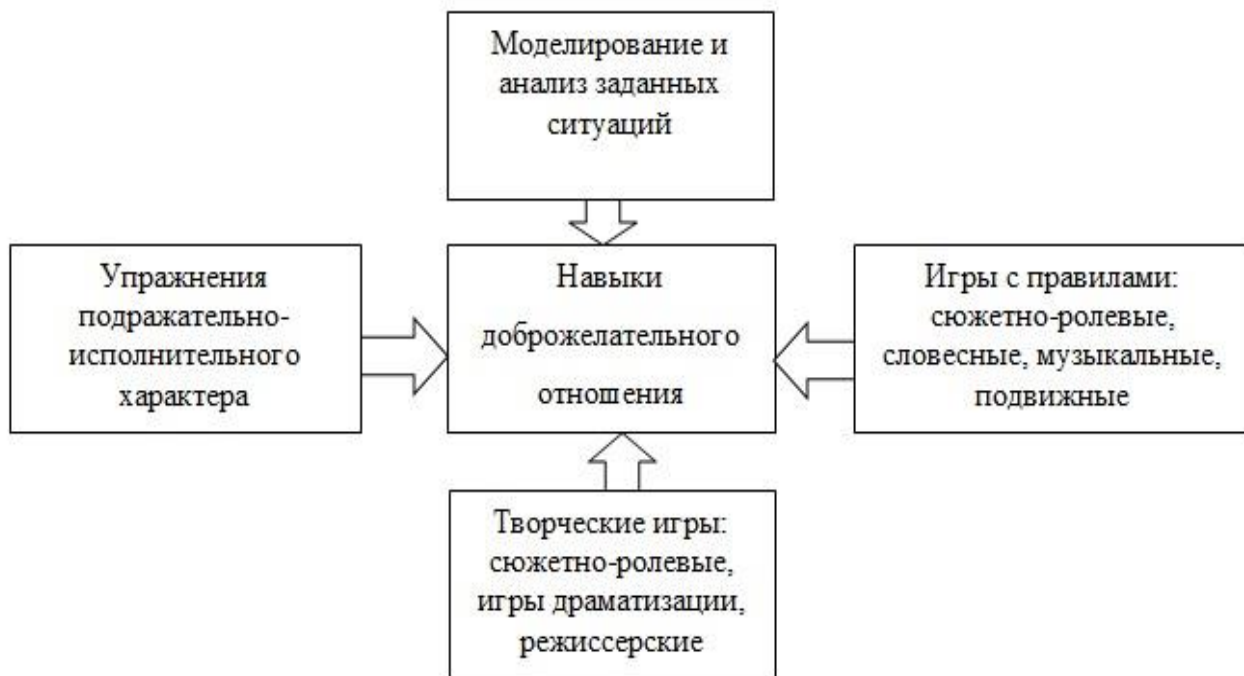 Моделирование и
анализ заданных
ситуаций
Упражнения
подражательно-
исполнительного
характера
Навыки
доброжелательного
отношения
Игры с правилами:
сюжетно-ролевые,
словесные, музыкальные,
подвижные
Творческие игры:
сюжетно-ролевые,
игры драматизации,
режиссерские